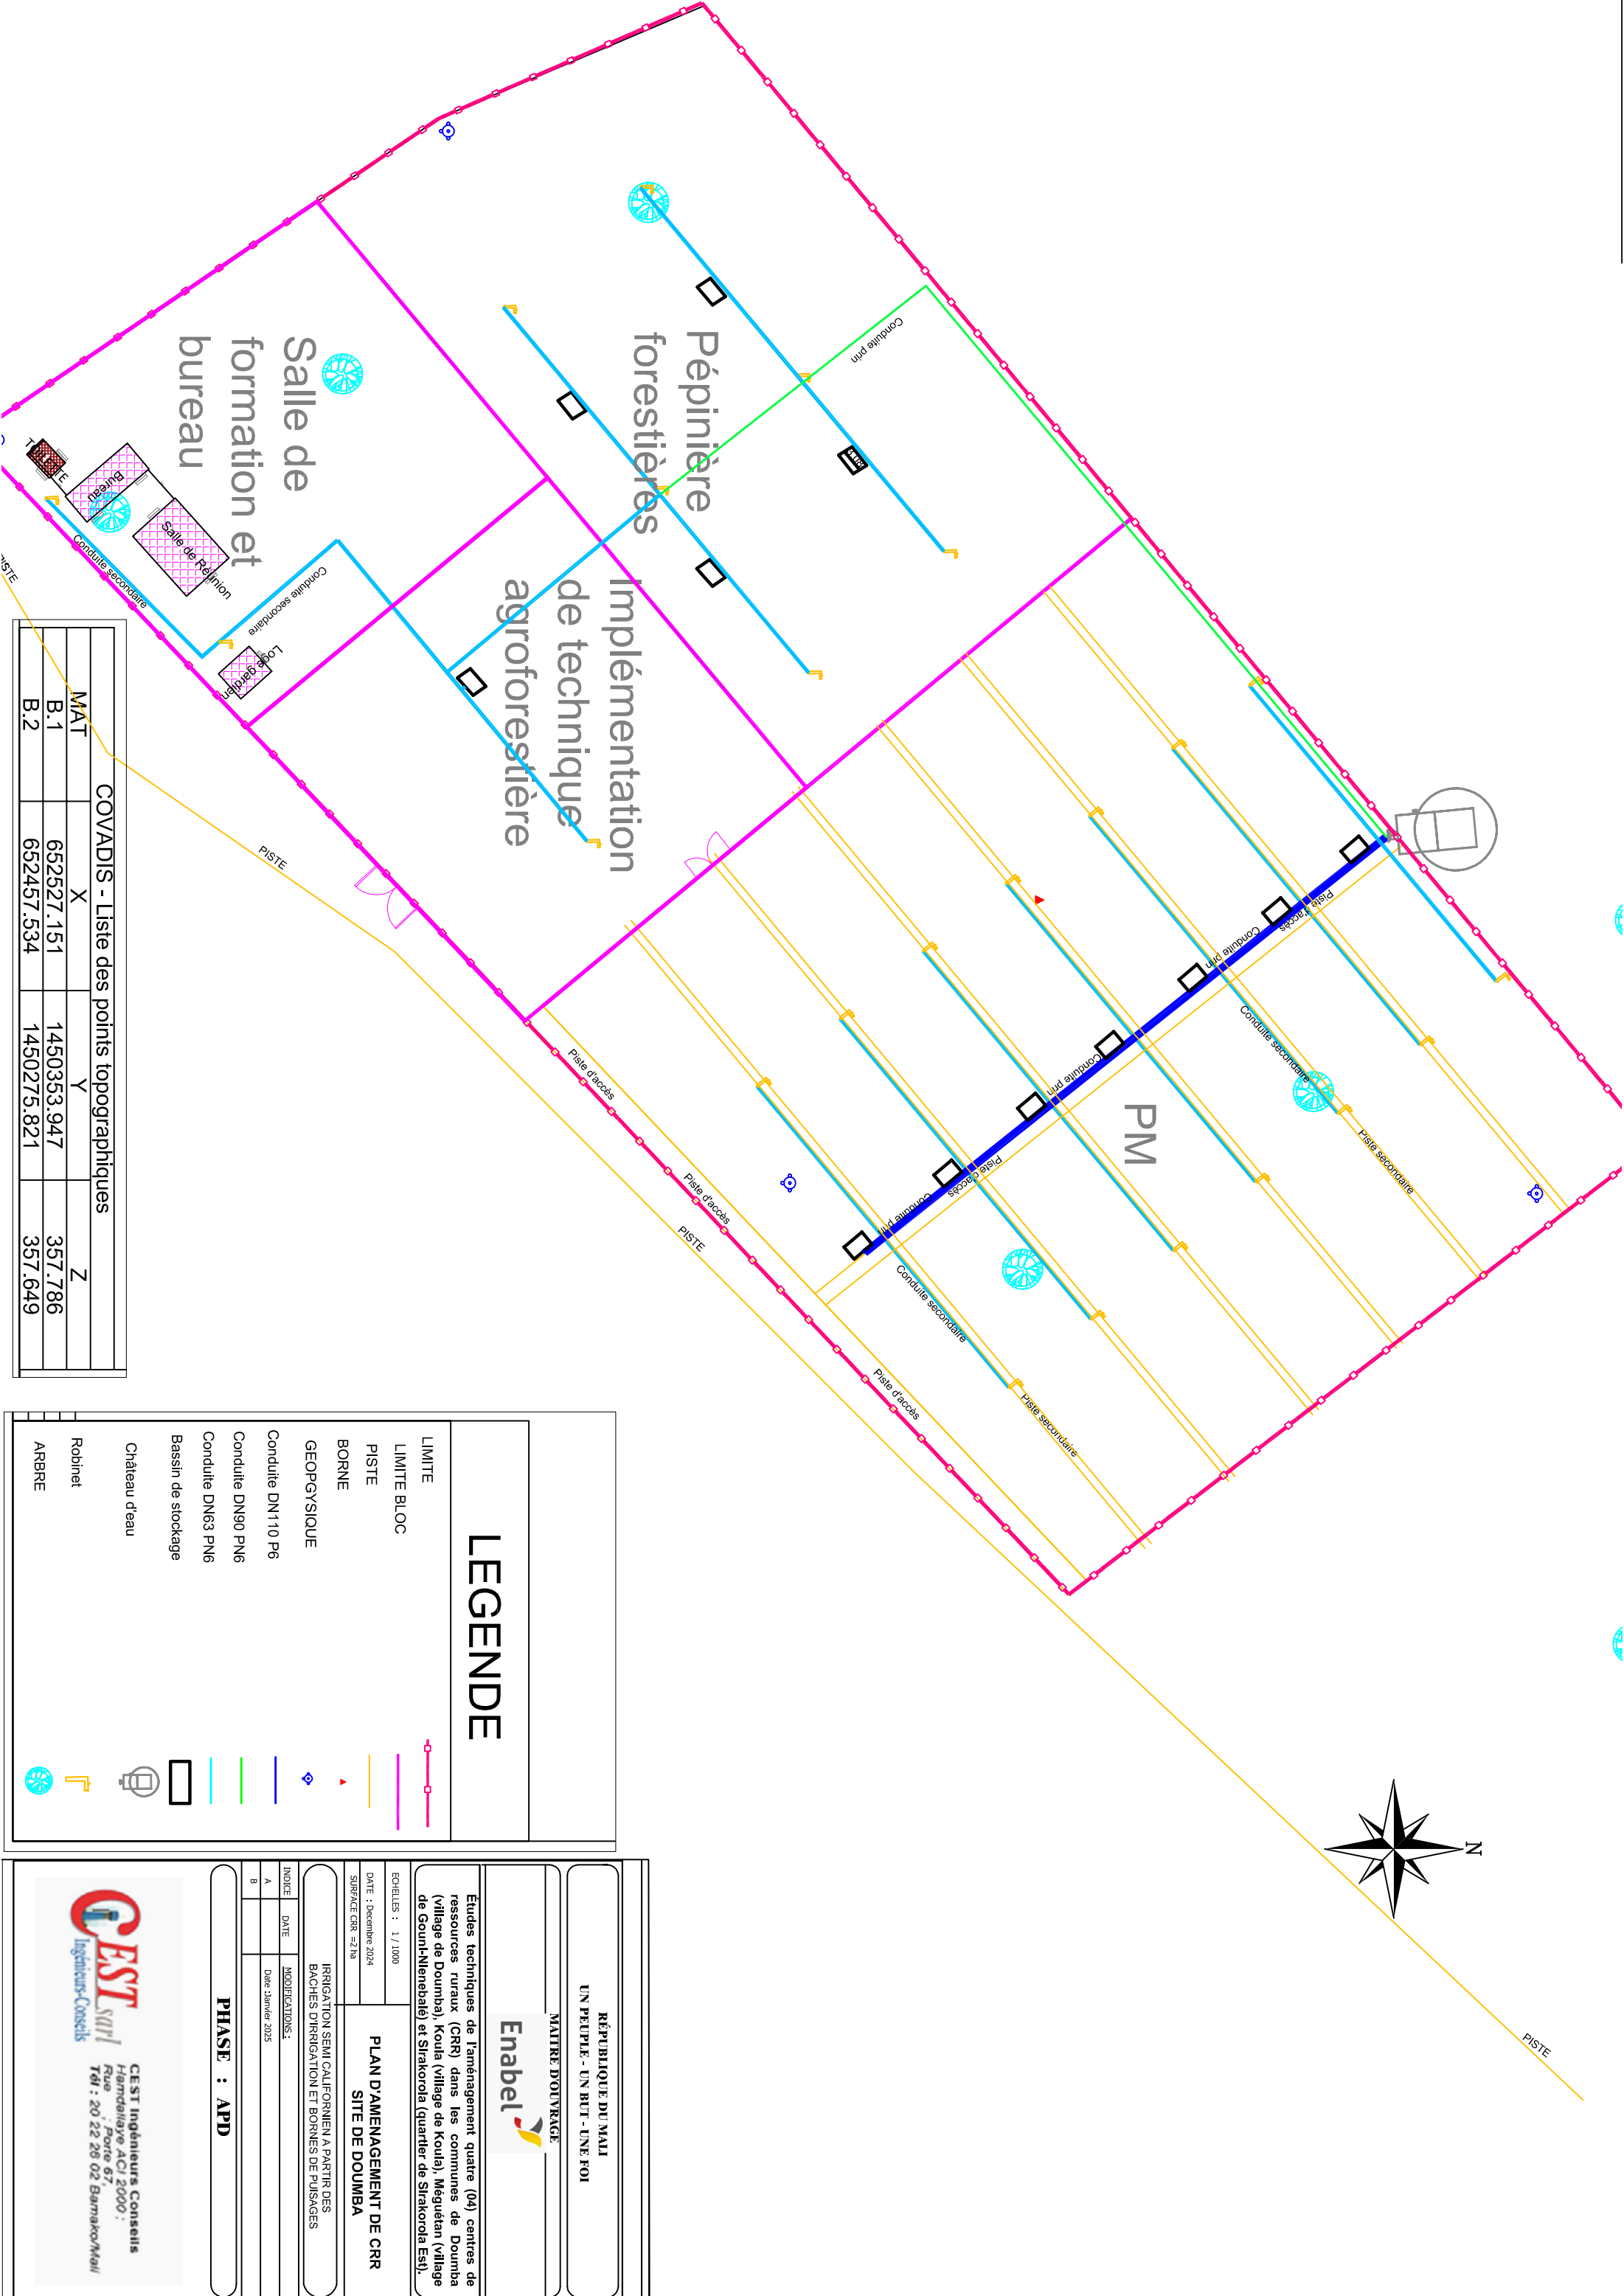 Conduite prin
Pépinière
forestières
Salle de
formation et
bureau
Implémentation
de technique
agroforestière
PM
TOILETTE
Bureau
Salle de Réunion
Loge gardien
Conduite secondaire
Conduite secondaire
PISTE
PISTE
PISTE
PISTE
Piste d'accès
Piste d'accès
Piste d'accès
Piste d'accès
Piste d'accès
Conduite prin
Conduite prin
Conduite prin
Conduite secondaire
Conduite secondaire
Piste secondaire
Piste secondaire
COVADIS - Liste des points topographiques
MAT X Y Z
B.1 652527.151 1450353.947 357.786
B.2 652457.534 1450275.821 357.649
LEGENDE
LIMITE
LIMITE BLOC
PISTE
BORNE
GEOPGYSIQUE
Conduite DN110 P6
Conduite DN90 PN6
Conduite DN63 PN6
Bassin de stockage
Château d'eau
Robinet
ARBRE
N
RÉPUBLIQUE DU MALI
UN PEUPLE - UN BUT - UNE FOI
MAITRE D'OUVRAGE
Enabel
Études techniques de l'aménagement quatre (04) centres de
ressources ruraux (CRR) dans les communes de Doumba
(village de Doumba), Koula (village de Koula), Méguétan (village
de Gouni-Nienebalé) et Sirakorola (quartier de Sirakorola Est).
ECHELLES : 1 / 1000
DATE : Decembre 2024
SURFACE CRR =2 ha
PLAN D'AMENAGEMENT DE CRR
SITE DE DOUMBA
IRRIGATION SEMI CALIFORNIEN A PARTIR DES
BACHES D'IRRIGATION ET BORNES DE PUISAGES
INDICE DATE MODIFICATIONS :
A Date :Janvier 2025
B
PHASE : APD
CEST sarl
Ingénieurs-Conseils
CEST Ingénieurs Conseils
Hamdallaye ACI 2000 ;
Rue ; Porte 67,
Tél : 20 22 26 02 Bamako/Mali